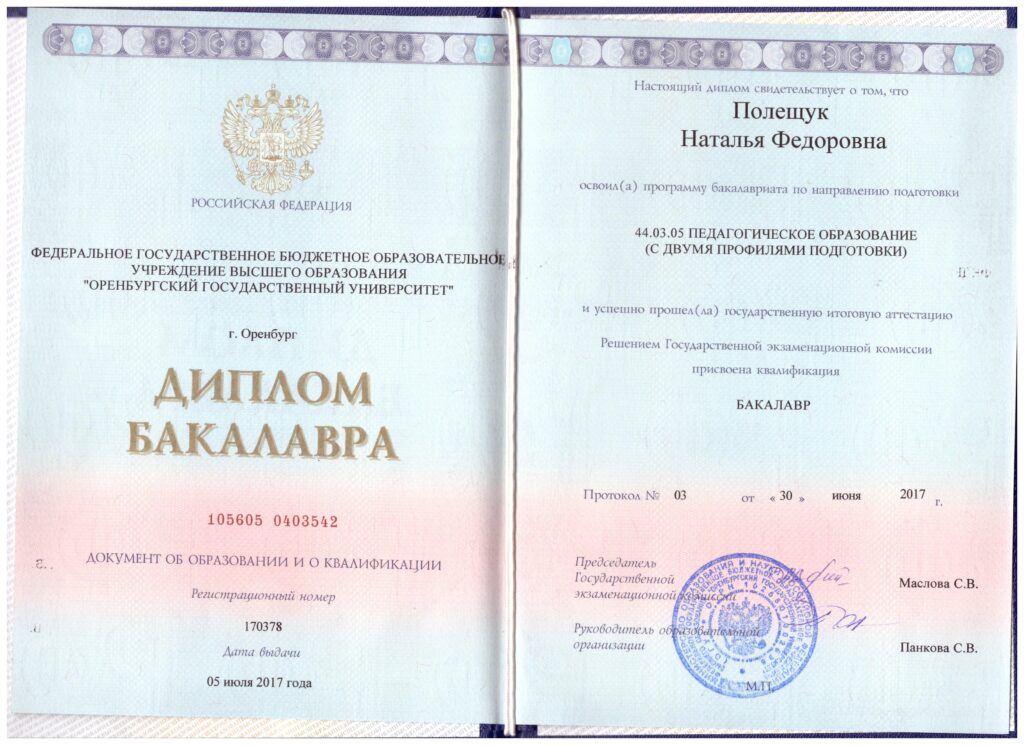 РОССИЙСКАЯ ФЕДЕРАЦИЯ
ФЕДЕРАЛЬНОЕ ГОСУДАРСТВЕННОЕ БЮДЖЕТНОЕ ОБРАЗОВАТЕЛЬНОЕ
УЧРЕЖДЕНИЕ ВЫСШЕГО ОБРАЗОВАНИЯ
"ОРЕНБУРГСКИЙ ГОСУДАРСТВЕННЫЙ УНИВЕРСИТЕТ"
г. Оренбург
ДИПЛОМ
БАКАЛАВРА
105605 0403542
ДОКУМЕНТ ОБ ОБРАЗОВАНИИ И О КВАЛИФИКАЦИИ
Регистрационный номер
170378
Дата выдачи
05 июля 2017 года
Настоящий диплом свидетельствует о том, что
Полещук
Наталья Федоровна
освоил(а) программу бакалавриата по направлению подготовки
44.03.05 ПЕДАГОГИЧЕСКОЕ ОБРАЗОВАНИЕ
(С ДВУМЯ ПРОФИЛЯМИ ПОДГОТОВКИ)
и успешно прошел(ла) государственную итоговую аттестацию
Решением Государственной экзаменационной комиссии
присвоена квалификация
БАКАЛАВР
Протокол № 03 от « 30 » июня 2017 г.
Председатель
Государственной
экзаменационной комиссии
Маслова С.В.
Руководитель образовательной
организации
Панкова С.В.
М.П.